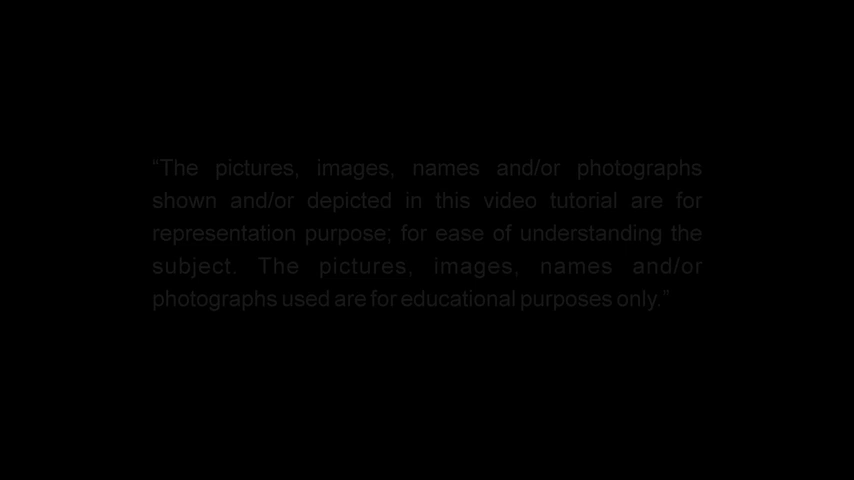 “The pictures, images, names and/or photographs
shown and/or depicted in this video tutorial are for
representation purpose; for ease of understanding the
subject. The pictures, images, names and/or
photographs used are for educational purposes only.”